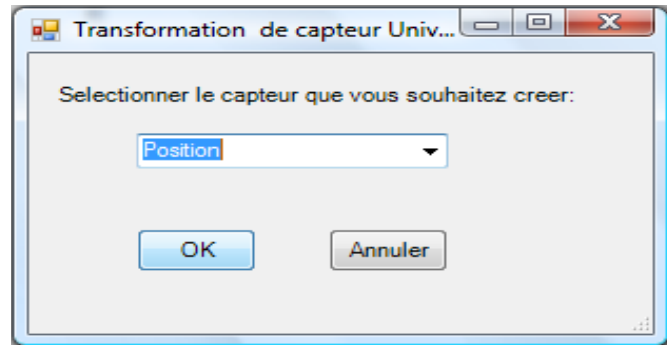 Transformation de capteur Univ...
Selectionner le capteur que vous souhaitez creer:
Position
OK
Annuler